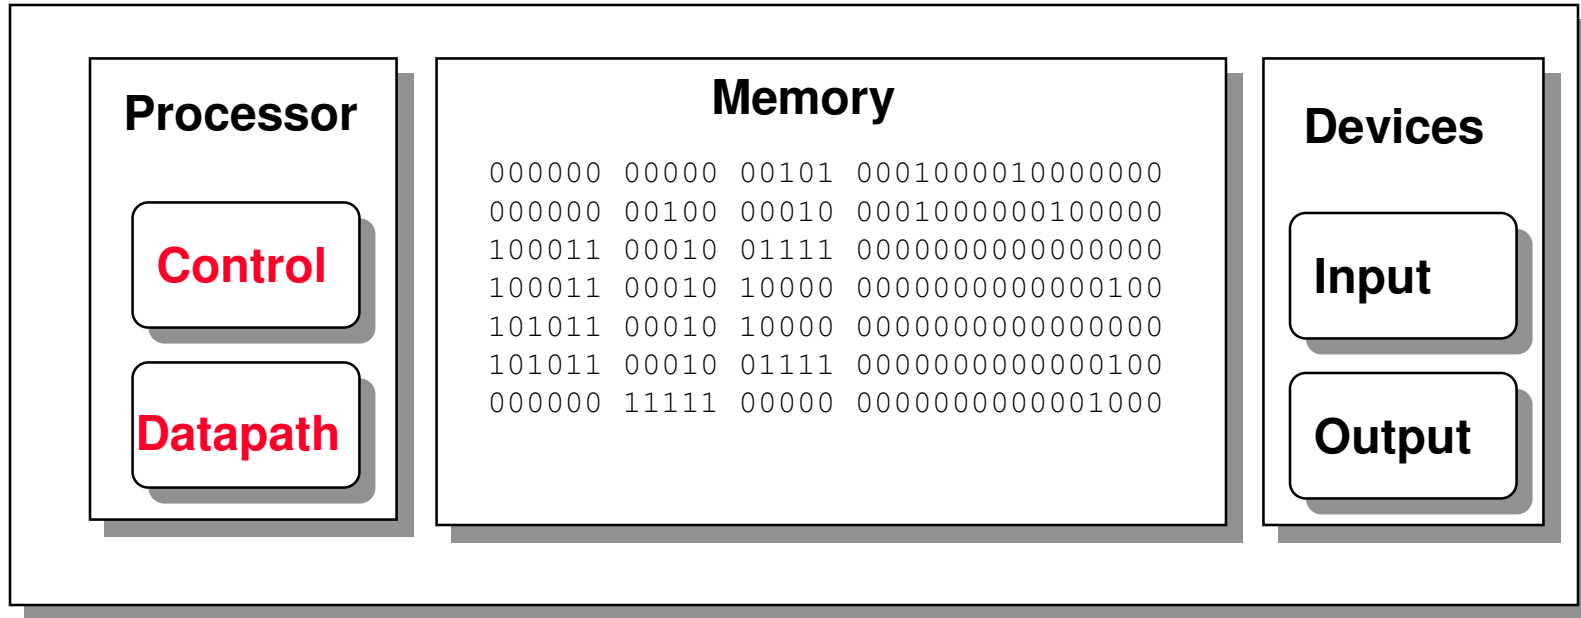 Processor
Control
Datapath
Memory
000000 00000 00101 0001000010000000
000000 00100 00010 0001000000100000
100011 00010 01111 0000000000000000
100011 00010 10000 0000000000000100
101011 00010 10000 0000000000000000
101011 00010 01111 0000000000000100
000000 11111 00000 0000000000001000
Devices
Input
Output